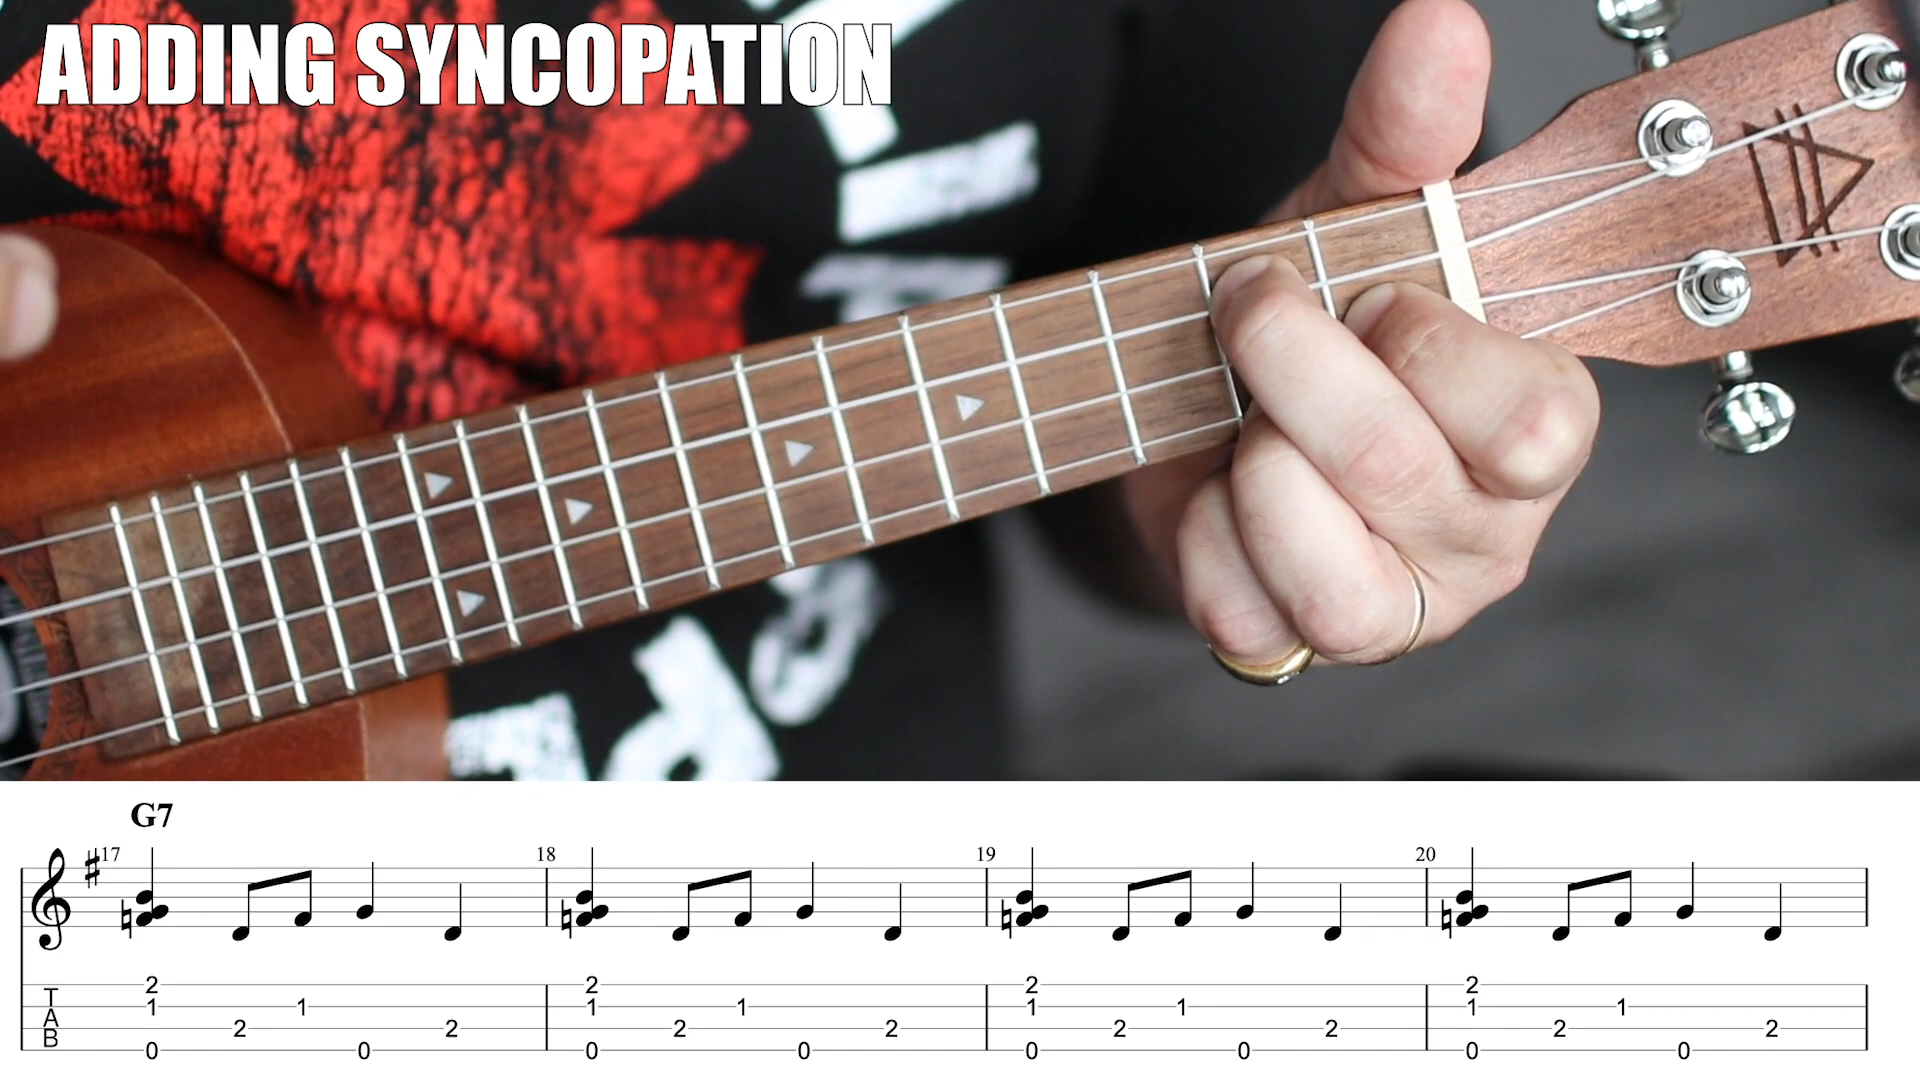 ADDING SYNCOPATION
G7
17 18 19 20
2 2 2 2
T 1 1 1 1 1 1 1 1
A 2 2 2 2 2 2 2 2
B 0 0 0 0 0 0 0 0